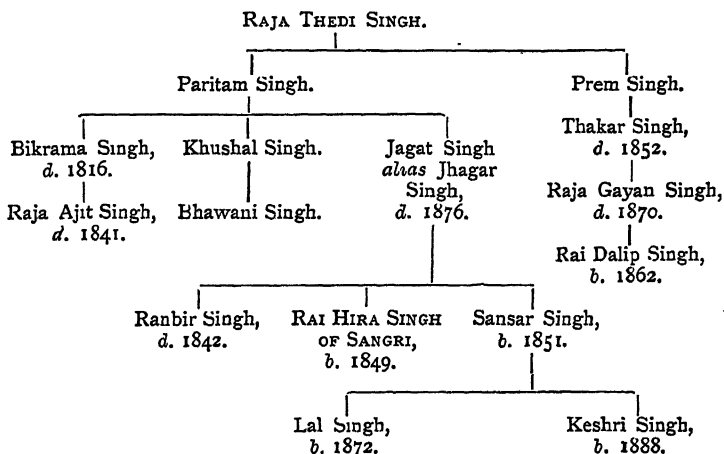 RAJA THEDI SINGH.
Paritam Singh. Prem Singh.
Thakar Singh,
d. 1852.
Bikrama Singh, Khushal Singh. Jagat Singh
d. 1816. alias Jhagar
Singh,
d. 1876.
Raja Ajit Singh, Bhawani Singh.
d. 1841.
Raja Gayan Singh,
d. 1870.
Rai Dalip Singh,
b. 1862.
Ranbir Singh, RAI HIRA SINGH Sansar Singh,
d. 1842. OF SANGRI, b. 1851.
b. 1849.
Lal Singh, Keshri Singh,
b. 1872. b. 1888.